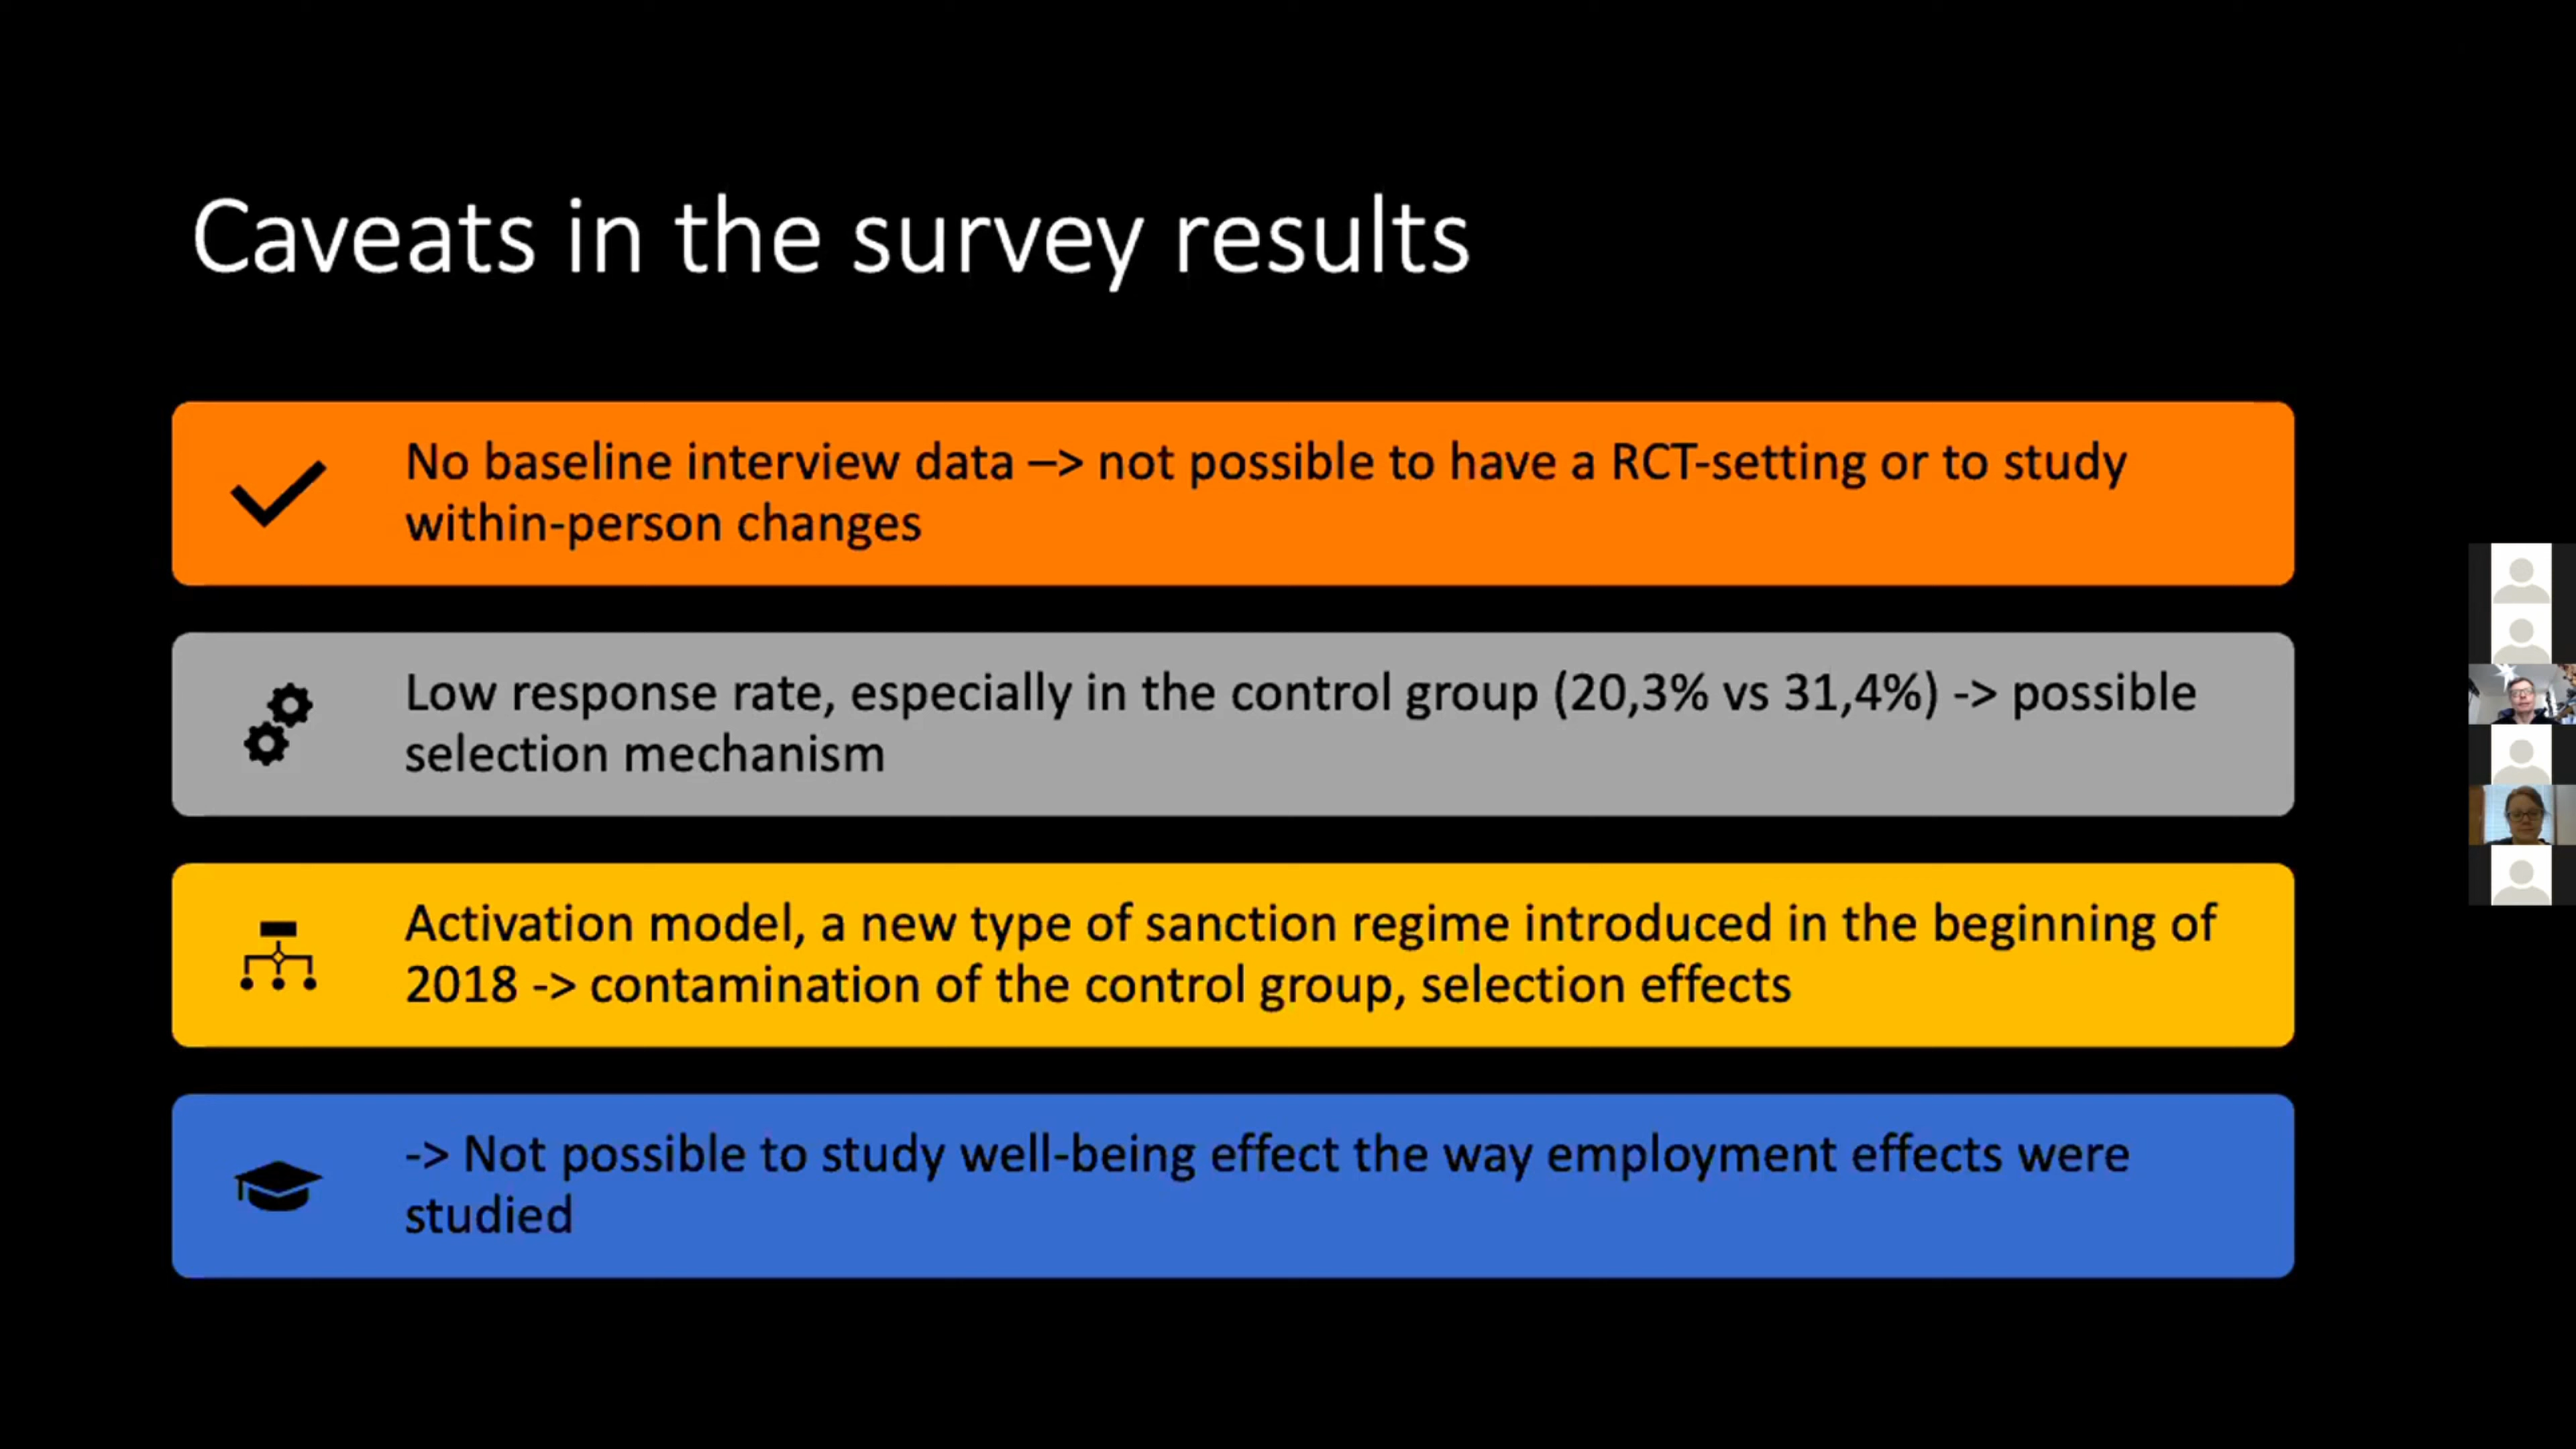 Caveats in the survey results
No baseline interview data –> not possible to have a RCT-setting or to study
within-person changes
Low response rate, especially in the control group (20,3% vs 31,4%) -> possible
selection mechanism
Activation model, a new type of sanction regime introduced in the beginning of
2018 -> contamination of the control group, selection effects
-> Not possible to study well-being effect the way employment effects were
studied